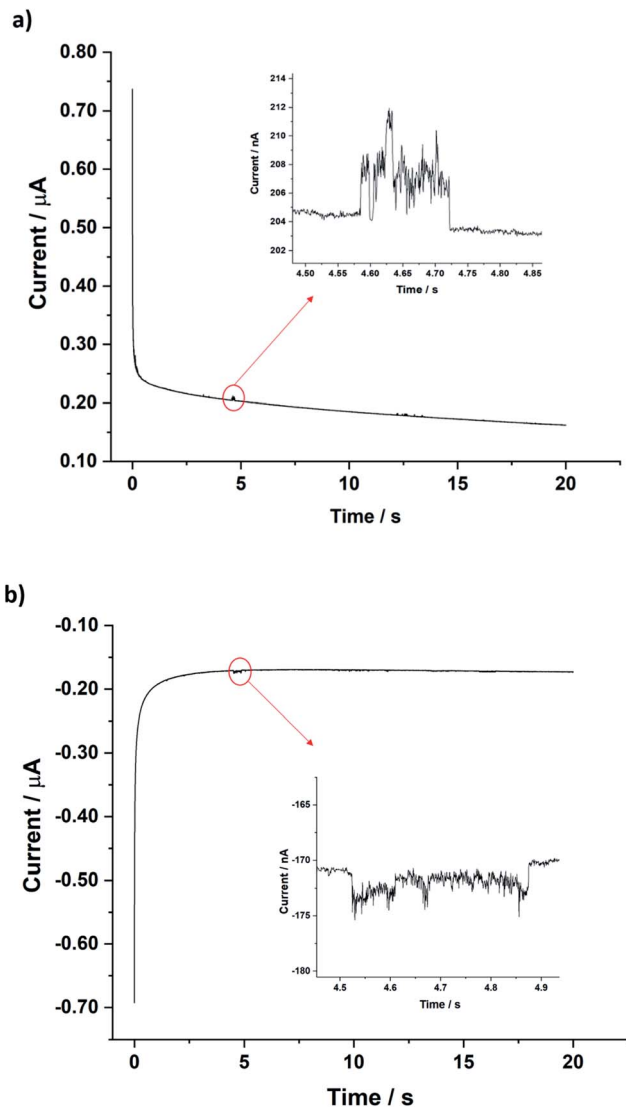 a)
0.80
0.70
0.60
0.50
0.40
0.30
0.20
0.10
Current / μA
0 5 10 15 20
Time / s
214
212
210
208
206
204
202
Current / nA
4.50 4.55 4.60 4.65 4.70 4.75 4.80 4.85
Time / s
b)
-0.10
-0.20
-0.30
-0.40
-0.50
-0.60
-0.70
Current / μA
0 5 10 15 20
Time / s
-165
-170
-175
-180
Current / nA
4.5 4.6 4.7 4.8 4.9
Time / s